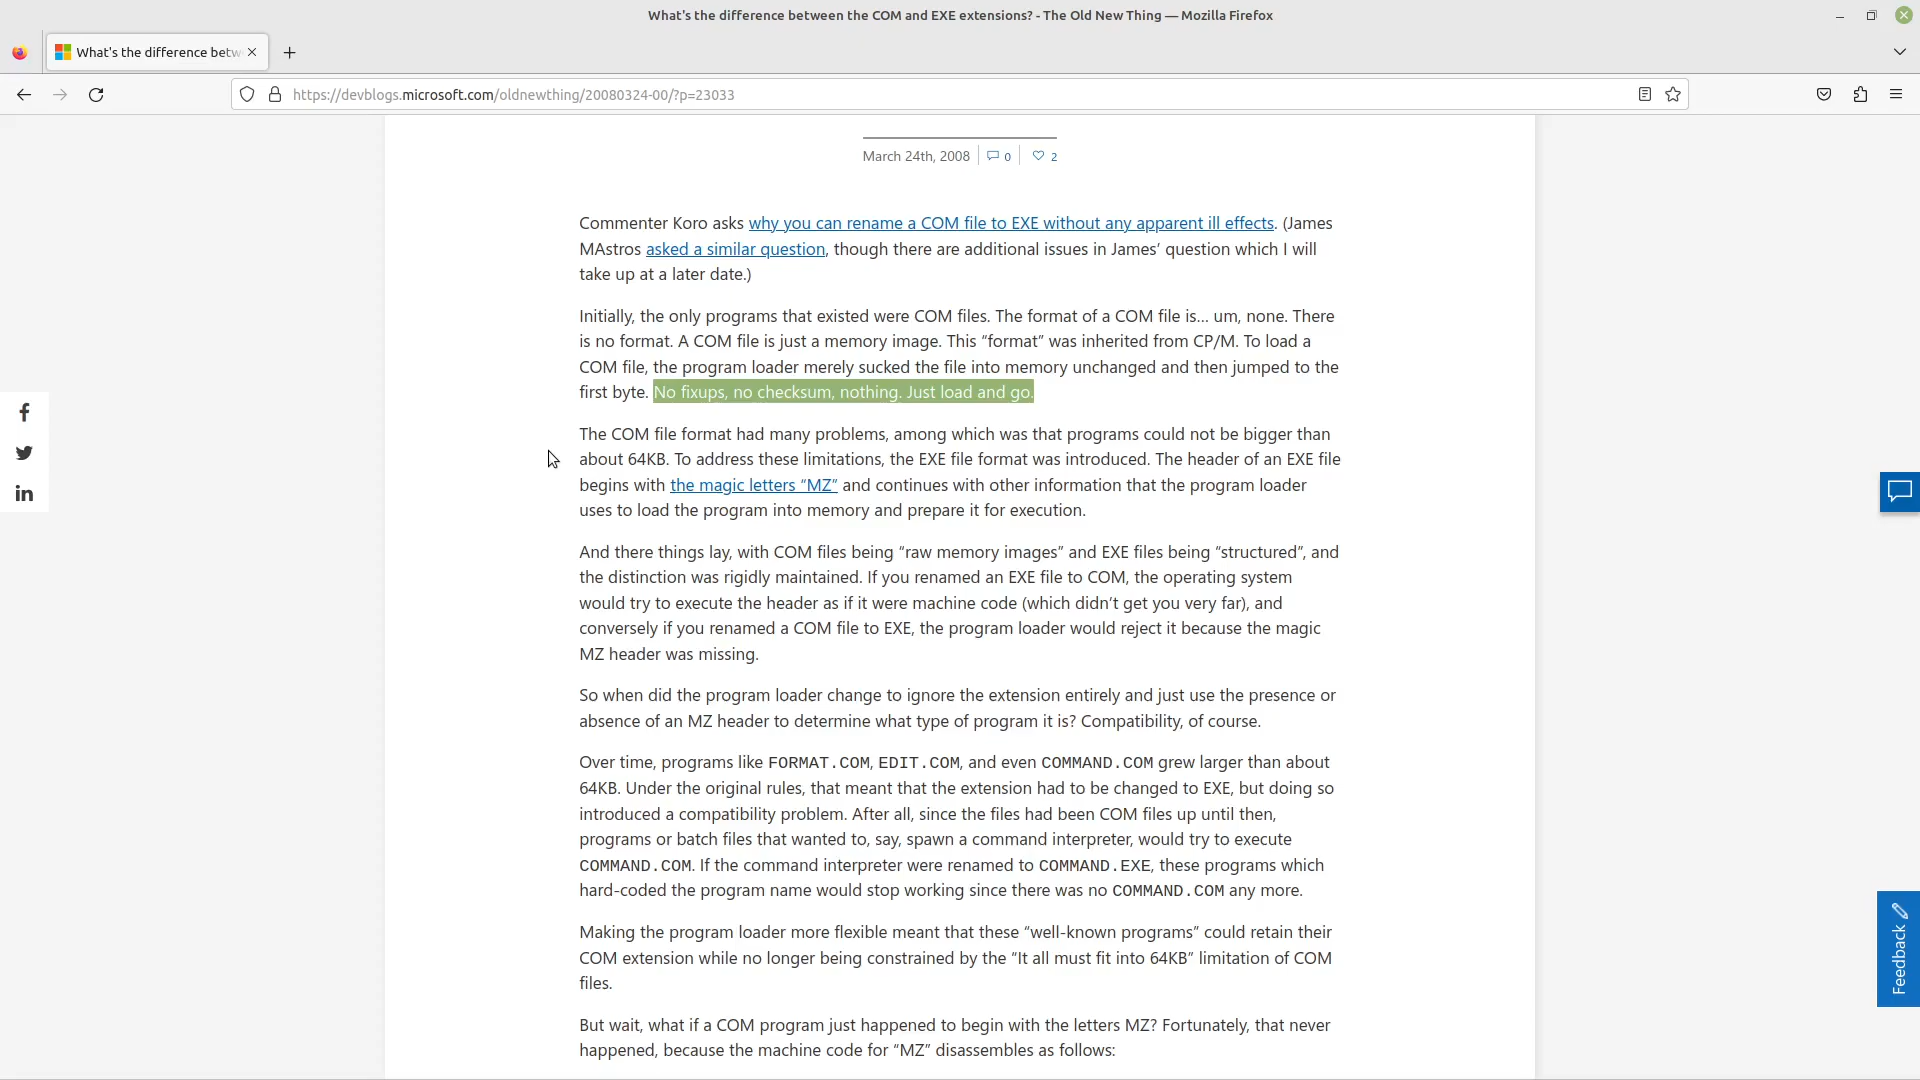 What's the difference between the COM and EXE extensions? - The Old New Thing — Mozilla Firefox
What's the difference betw
https://devblogs.microsoft.com/oldnewthing/20080324-00/?p=23033
March 24th, 2008 0 2
Commenter Koro asks why you can rename a COM file to EXE without any apparent ill effects. (James
MAstros asked a similar question, though there are additional issues in James’ question which I will
take up at a later date.)
Initially, the only programs that existed were COM files. The format of a COM file is… um, none. There
is no format. A COM file is just a memory image. This “format” was inherited from CP/M. To load a
COM file, the program loader merely sucked the file into memory unchanged and then jumped to the
first byte. No fixups, no checksum, nothing. Just load and go.
The COM file format had many problems, among which was that programs could not be bigger than
about 64KB. To address these limitations, the EXE file format was introduced. The header of an EXE file
begins with the magic letters “MZ” and continues with other information that the program loader
uses to load the program into memory and prepare it for execution.
And there things lay, with COM files being “raw memory images” and EXE files being “structured”, and
the distinction was rigidly maintained. If you renamed an EXE file to COM, the operating system
would try to execute the header as if it were machine code (which didn’t get you very far), and
conversely if you renamed a COM file to EXE, the program loader would reject it because the magic
MZ header was missing.
So when did the program loader change to ignore the extension entirely and just use the presence or
absence of an MZ header to determine what type of program it is? Compatibility, of course.
Over time, programs like FORMAT.COM, EDIT.COM, and even COMMAND.COM grew larger than about
64KB. Under the original rules, that meant that the extension had to be changed to EXE, but doing so
introduced a compatibility problem. After all, since the files had been COM files up until then,
programs or batch files that wanted to, say, spawn a command interpreter, would try to execute
COMMAND.COM. If the command interpreter were renamed to COMMAND.EXE, these programs which
hard-coded the program name would stop working since there was no COMMAND.COM any more.
Making the program loader more flexible meant that these “well-known programs” could retain their
COM extension while no longer being constrained by the “It all must fit into 64KB” limitation of COM
files.
But wait, what if a COM program just happened to begin with the letters MZ? Fortunately, that never
happened, because the machine code for “MZ” disassembles as follows:
Feedback